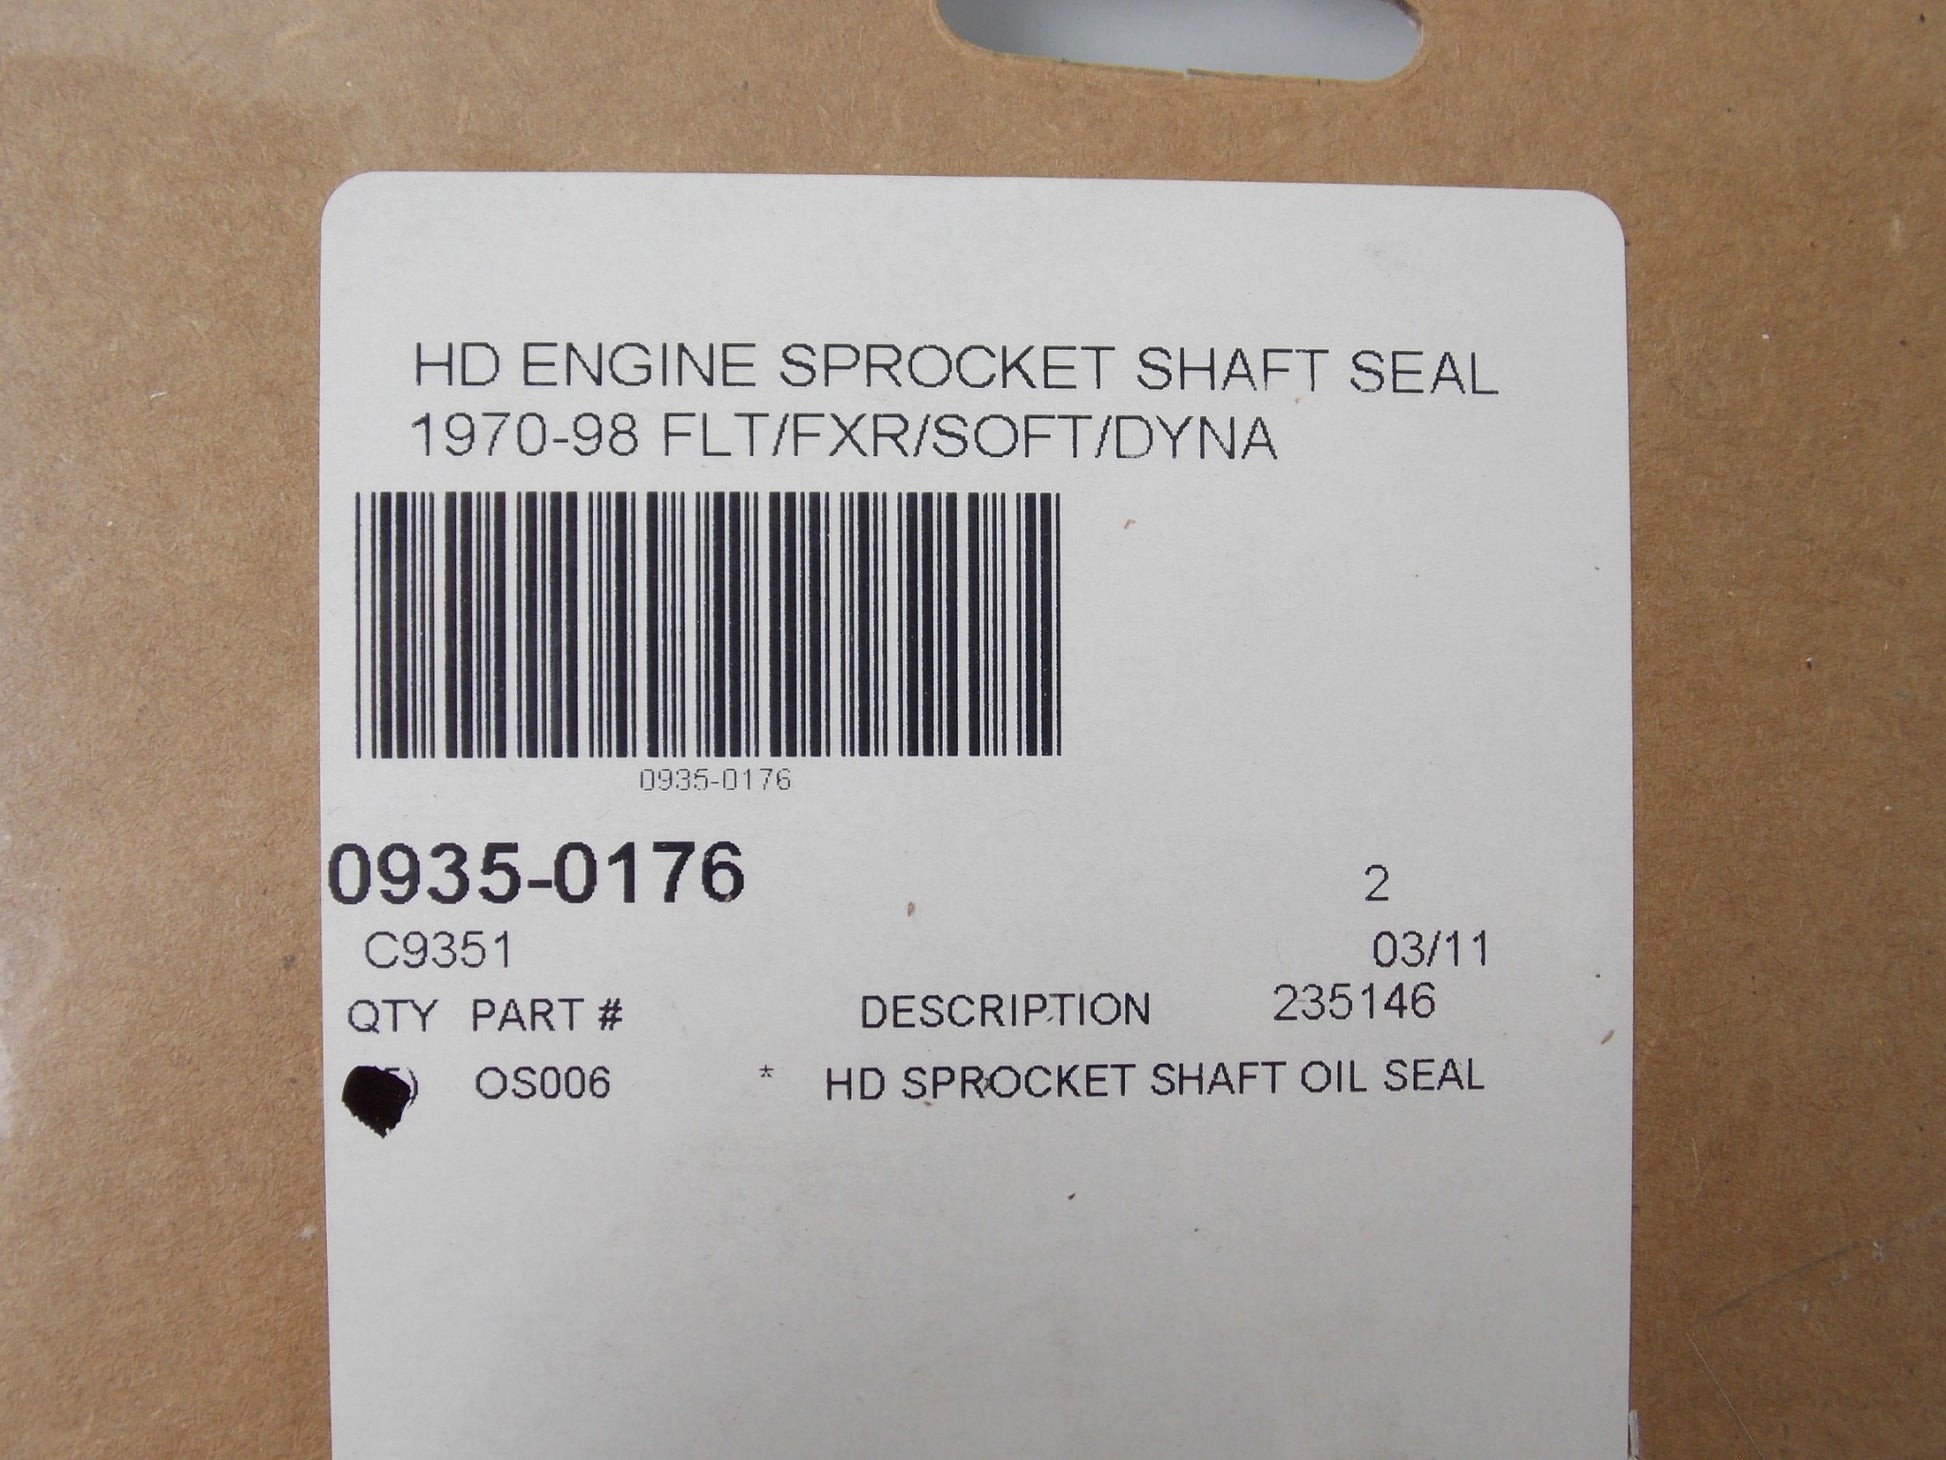 HD ENGINE SPROCKET SHAFT SEAL
1970-98 FLT/FXR/SOFT/DYNA
0935-0176
0935-0176 2
C9351 03/11
QTY PART # DESCRIPTION 235146
OS006 * HD SPROCKET SHAFT OIL SEAL